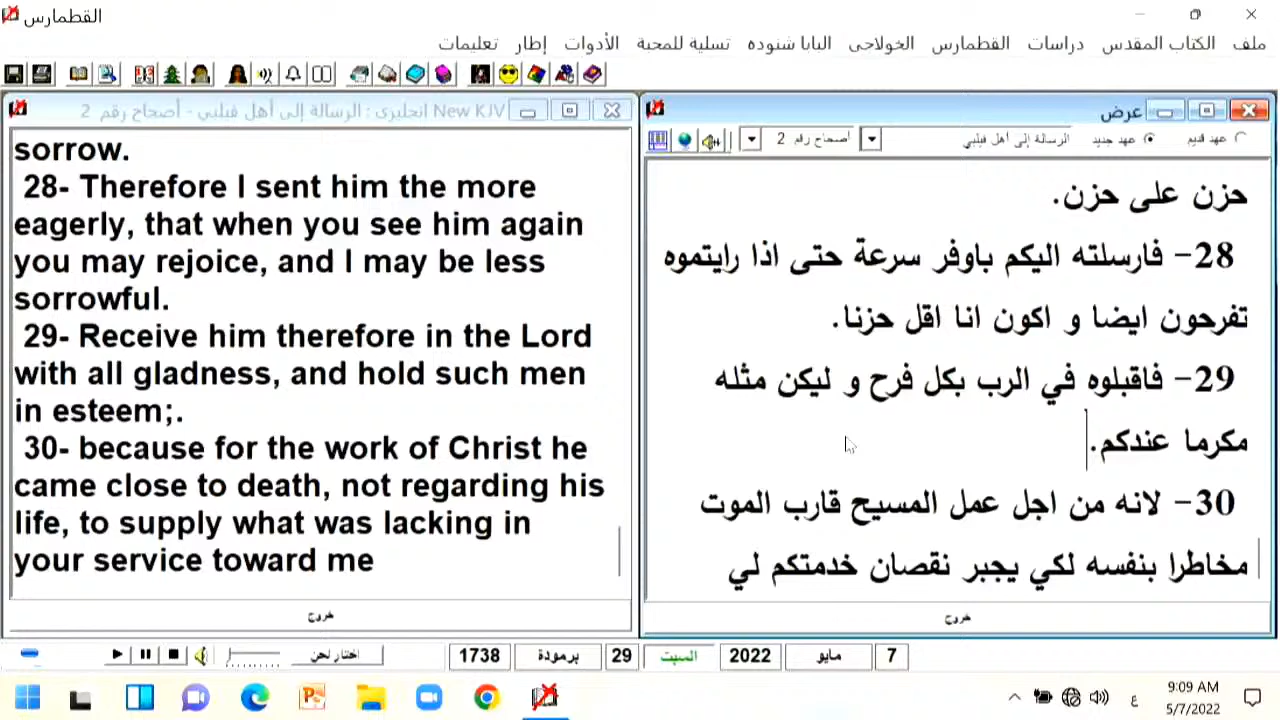 القطمارس
ملف الكتاب المقدس دراسات القطمارس الخولاجى البابا شنوده تسلية للمحبة الأدوات إطار تعليمات
New KJV انجليزى : الرسالة إلى أهل فيلبي - أصحاح رقم 2
sorrow.
28- Therefore I sent him the more
eagerly, that when you see him again
you may rejoice, and I may be less
sorrowful.
29- Receive him therefore in the Lord
with all gladness, and hold such men
in esteem;.
30- because for the work of Christ he
came close to death, not regarding his
life, to supply what was lacking in
your service toward me
خروج
عرض
عهد قديم عهد جديد الرسالة إلى أهل فيلبي أصحاح رقم 2
حزن على حزن.
28- فارسلته اليكم باوفر سرعة حتى اذا رايتموه
تفرحون ايضا و اكون انا اقل حزنا.
29- فاقبلوه في الرب بكل فرح و ليكن مثله
مكرما عندكم.
30- لانه من اجل عمل المسيح قارب الموت
مخاطرا بنفسه لكي يجبر نقصان خدمتكم لي
خروج
اختار لحن 1738 برمودة 29 السبت 2022 مايو 7
ع
9:09 AM
5/7/2022